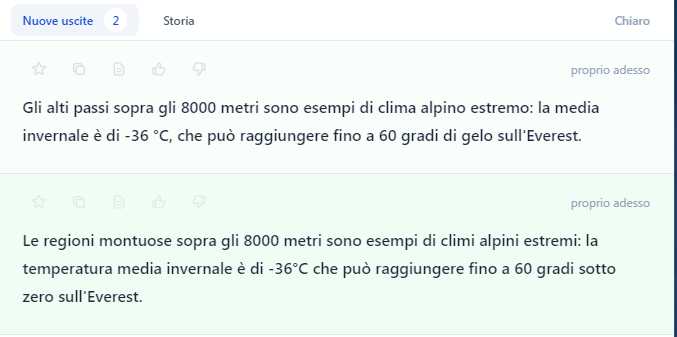 Nuove uscite 2 Storia Chiaro
proprio adesso
Gli alti passi sopra gli 8000 metri sono esempi di clima alpino estremo: la media
invernale è di -36 °C, che può raggiungere fino a 60 gradi di gelo sull'Everest.
proprio adesso
Le regioni montuose sopra gli 8000 metri sono esempi di climi alpini estremi: la
temperatura media invernale è di -36°C che può raggiungere fino a 60 gradi sotto
zero sull'Everest.